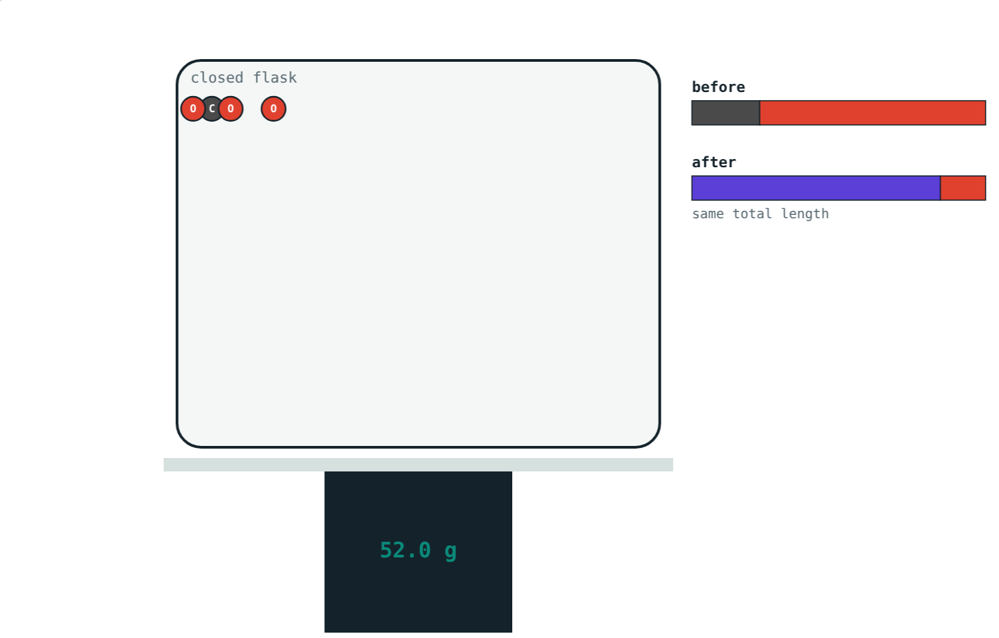 closed flask
O C O O
before
after
same total length
52.0 g